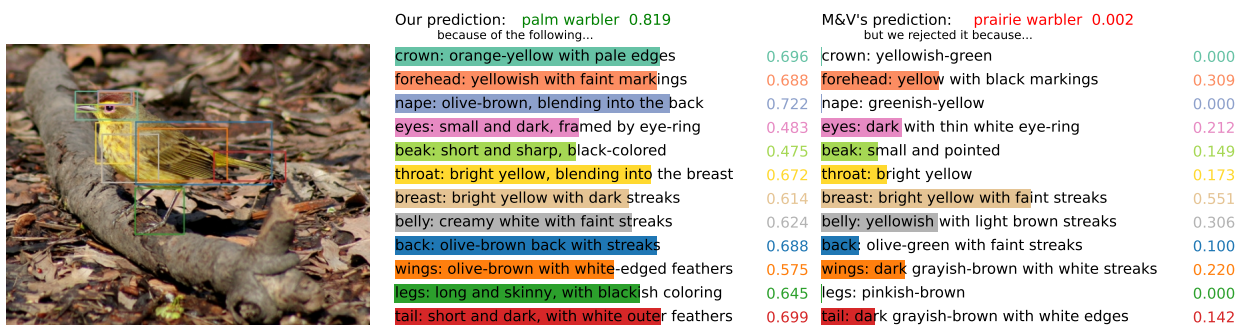 Our prediction: palm warbler 0.819
because of the following...
crown: orange-yellow with pale edges 0.696
forehead: yellowish with faint markings 0.688
nape: olive-brown, blending into the back 0.722
eyes: small and dark, framed by eye-ring 0.483
beak: short and sharp, black-colored 0.475
throat: bright yellow, blending into the breast 0.672
breast: bright yellow with dark streaks 0.614
belly: creamy white with faint streaks 0.624
back: olive-brown back with streaks 0.688
wings: olive-brown with white-edged feathers 0.575
legs: long and skinny, with blackish coloring 0.645
tail: short and dark, with white outer feathers 0.699
M&V's prediction: prairie warbler 0.002
but we rejected it because...
crown: yellowish-green 0.000
forehead: yellow with black markings 0.309
nape: greenish-yellow 0.000
eyes: dark with thin white eye-ring 0.212
beak: small and pointed 0.149
throat: bright yellow 0.173
breast: bright yellow with faint streaks 0.551
belly: yellowish with light brown streaks 0.306
back: olive-green with faint streaks 0.100
wings: dark grayish-brown with white streaks 0.220
legs: pinkish-brown 0.000
tail: dark grayish-brown with white edges 0.142